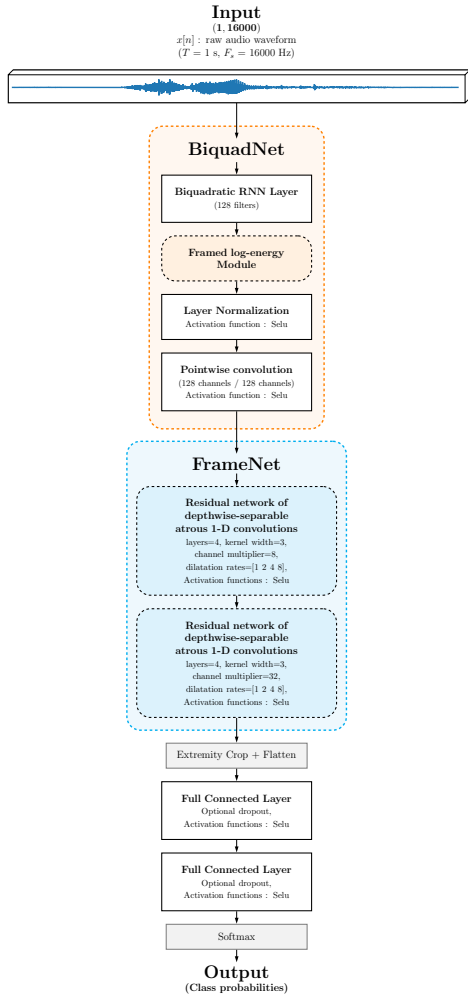 Input
(1, 16000)
x[n] : raw audio waveform
(T = 1 s, Fs = 16000 Hz)
BiquadNet
Biquadratic RNN Layer
(128 filters)
Framed log-energy
Module
Layer Normalization
Activation function : Selu
Pointwise convolution
(128 channels / 128 channels)
Activation function : Selu
FrameNet
Residual network of
depthwise-separable
atrous 1-D convolutions
layers=4, kernel width=3,
channel multiplier=8,
dilatation rates=[1 2 4 8],
Activation functions : Selu
Residual network of
depthwise-separable
atrous 1-D convolutions
layers=4, kernel width=3,
channel multiplier=32,
dilatation rates=[1 2 4 8],
Activation functions : Selu
Extremity Crop + Flatten
Full Connected Layer
Optional dropout,
Activation functions : Selu
Full Connected Layer
Optional dropout,
Activation functions : Selu
Softmax
Output
(Class probabilities)